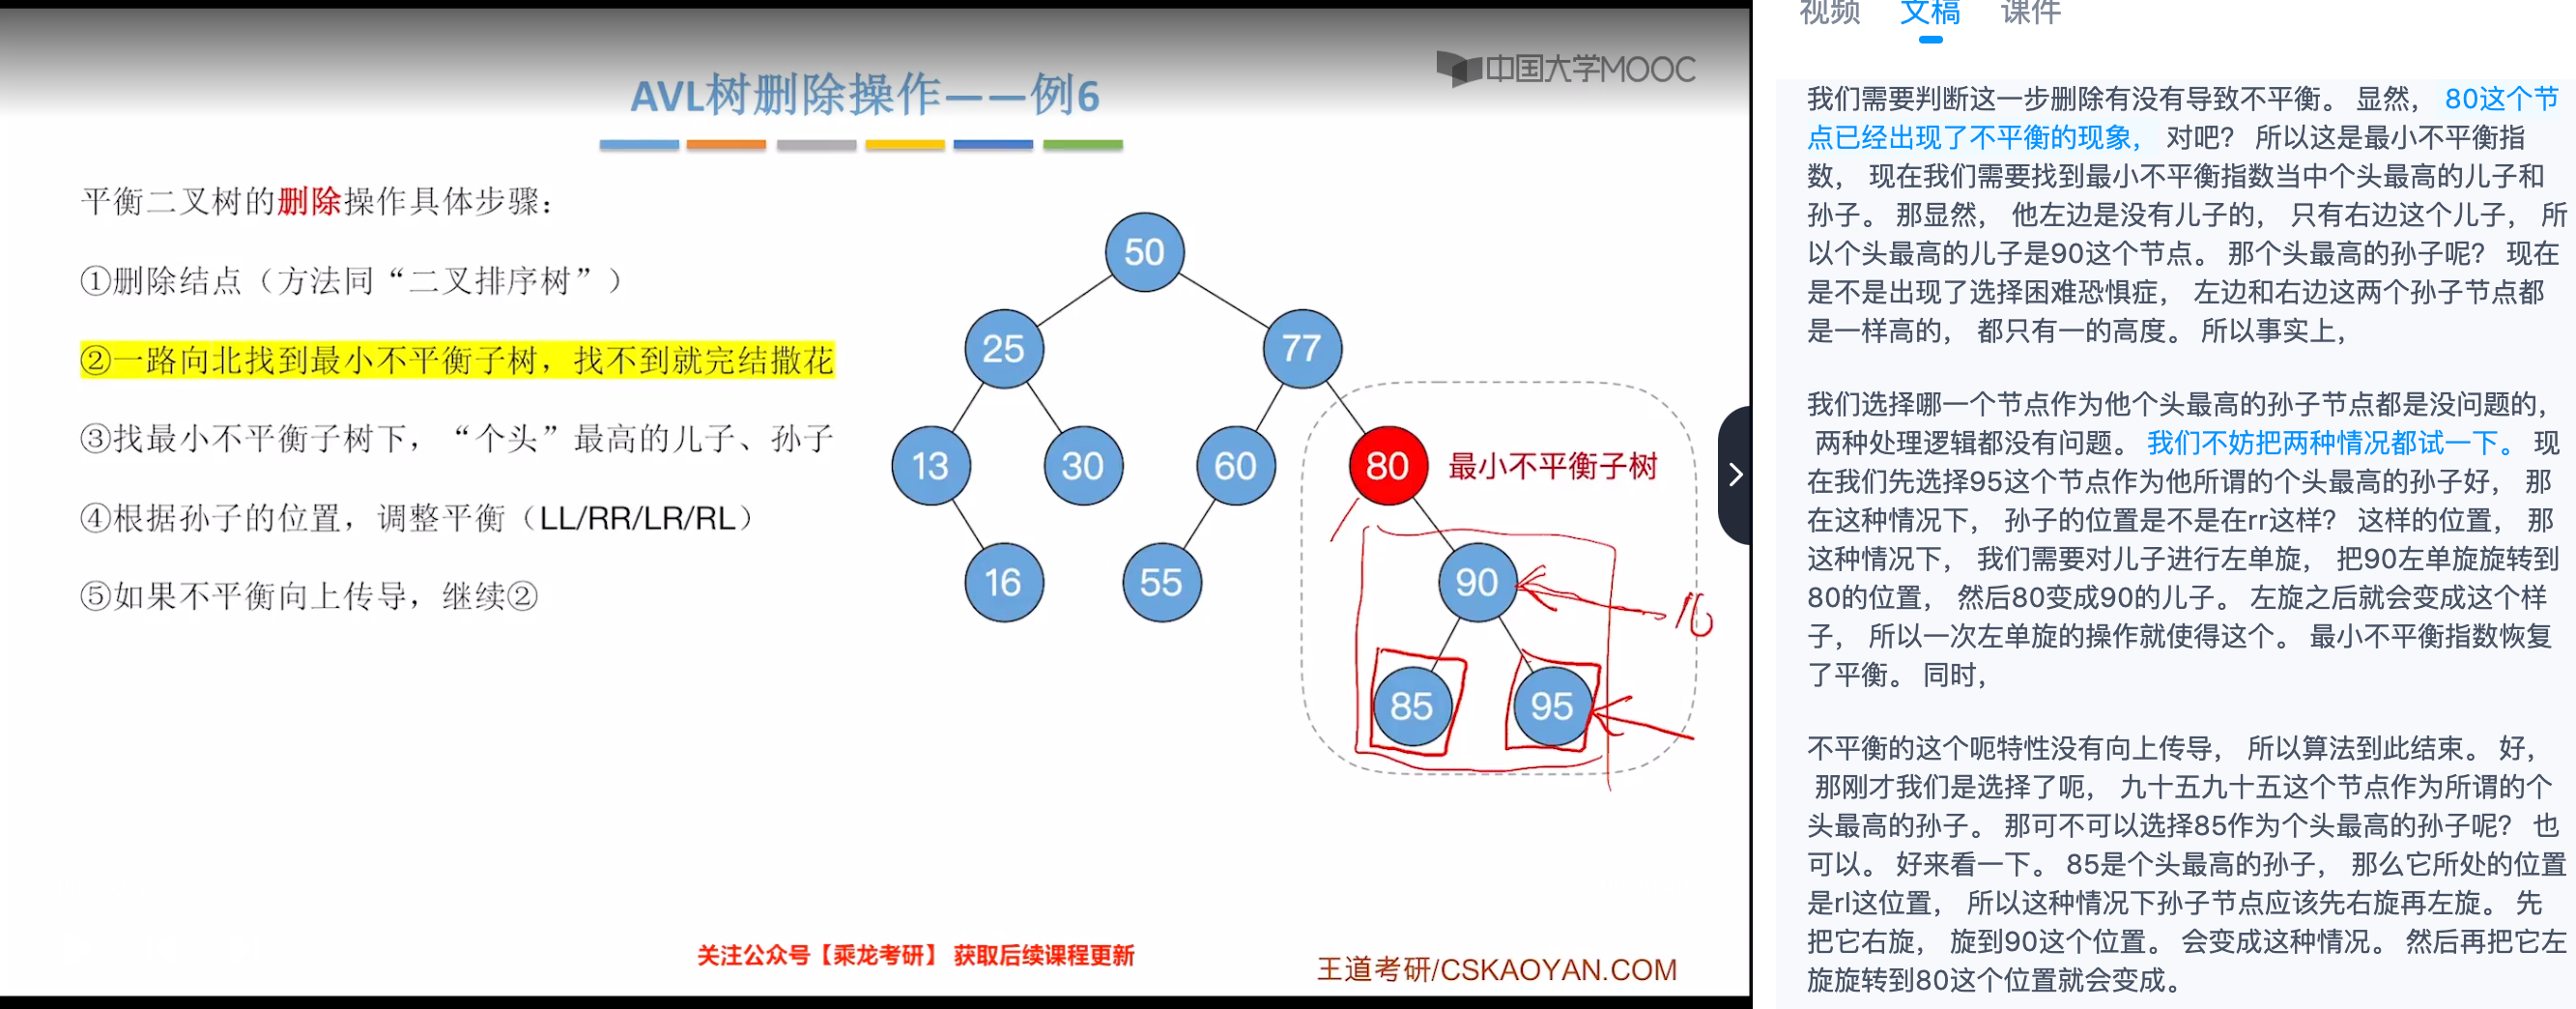 中国大学MOOC
AVL树删除操作——例6
平衡二叉树的删除操作具体步骤：
①删除结点（方法同“二叉排序树”）
②一路向北找到最小不平衡子树，找不到就完结撒花
③找最小不平衡子树下，“个头”最高的儿子、孙子
④根据孙子的位置，调整平衡（LL/RR/LR/RL）
⑤如果不平衡向上传导，继续②
50
25
77
13
30
60
80
最小不平衡子树
16
55
90
85
95
关注公众号【乘龙考研】 获取后续课程更新
王道考研/CSKAOYAN.COM
视频 文稿 课件
我们需要判断这一步删除有没有导致不平衡。 显然， 80这个节
点已经出现了不平衡的现象， 对吧？ 所以这是最小不平衡指
数， 现在我们需要找到最小不平衡指数当中个头最高的儿子和
孙子。 那显然， 他左边是没有儿子的， 只有右边这个儿子， 所
以个头最高的儿子是90这个节点。 那个头最高的孙子呢？ 现在
是不是出现了选择困难恐惧症， 左边和右边这两个孙子节点都
是一样高的， 都只有一的高度。 所以事实上，
我们选择哪一个节点作为他个头最高的孙子节点都是没问题的，
两种处理逻辑都没有问题。 我们不妨把两种情况都试一下。 现
在我们先选择95这个节点作为他所谓的个头最高的孙子好， 那
在这种情况下， 孙子的位置是不是在rr这样？ 这样的位置， 那
这种情况下， 我们需要对儿子进行左单旋， 把90左单旋旋转到
80的位置， 然后80变成90的儿子。 左旋之后就会变成这个样
子， 所以一次左单旋的操作就使得这个。 最小不平衡指数恢复
了平衡。 同时，
不平衡的这个呃特性没有向上传导， 所以算法到此结束。 好，
那刚才我们是选择了呃， 九十五九十五这个节点作为所谓的个
头最高的孙子。 那可不可以选择85作为个头最高的孙子呢？ 也
可以。 好来看一下。 85是个头最高的孙子， 那么它所处的位置
是rl这位置， 所以这种情况下孙子节点应该先右旋再左旋。 先
把它右旋， 旋到90这个位置。 会变成这种情况。 然后再把它左
旋旋转到80这个位置就会变成。